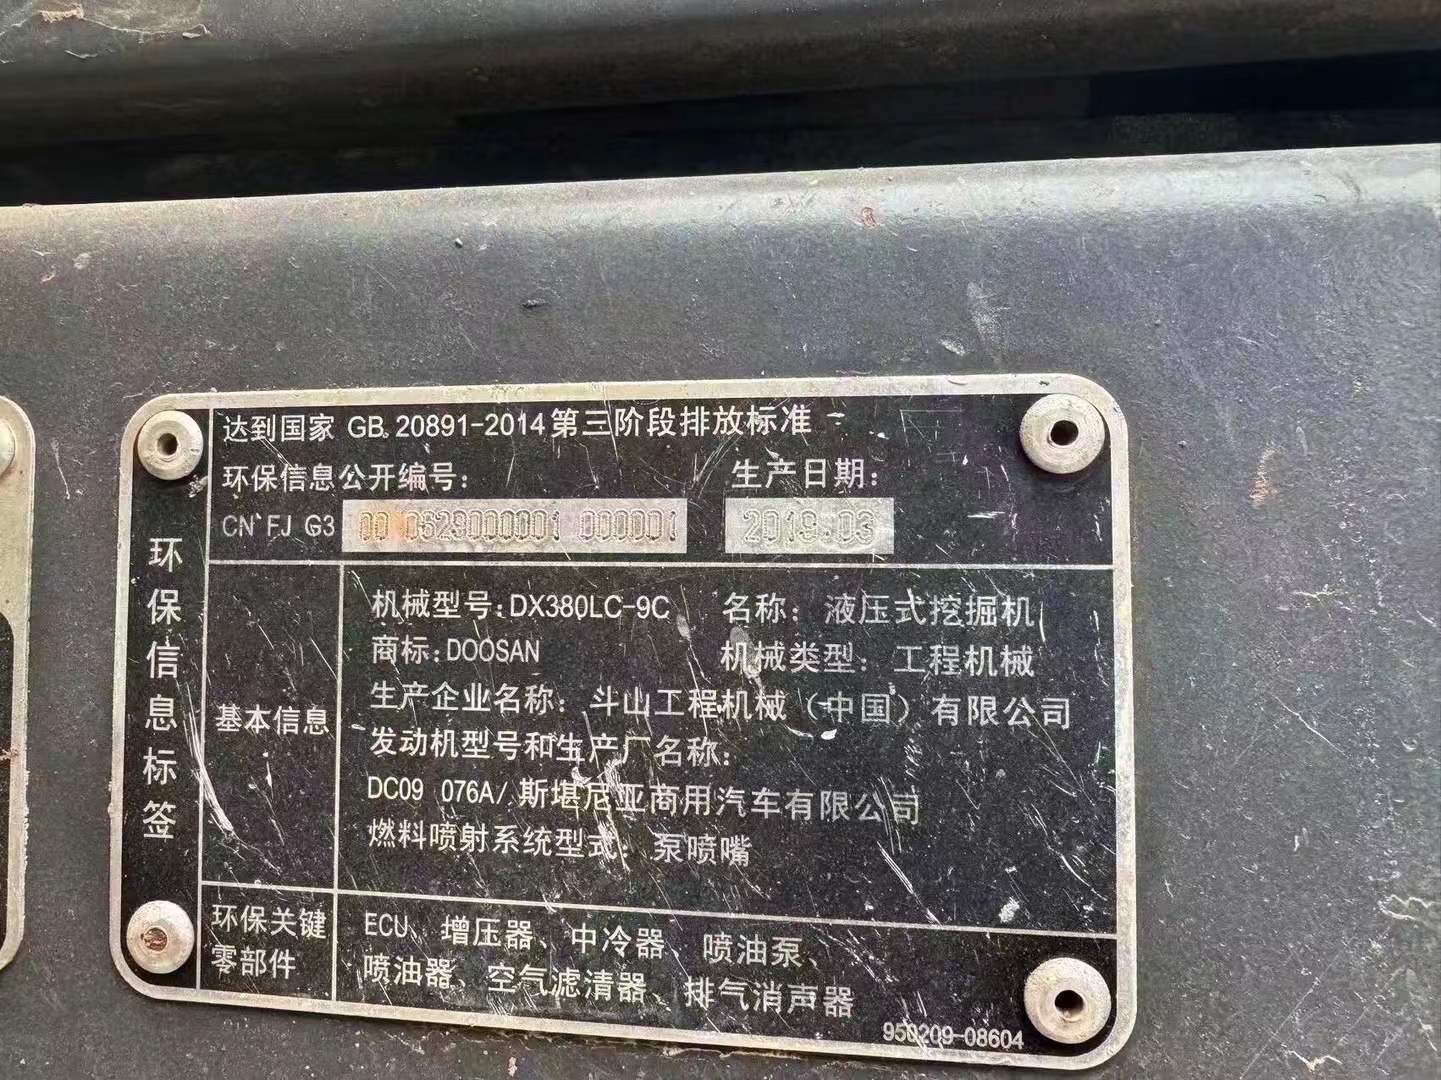 达到国家 GB 20891-2014第三阶段排放标准
环保信息公开编号: 生产日期:
CN FJ G3 00 0629000001 000001 2019.03
环保信息标签
基本信息
机械型号:DX380LC-9C 名称: 液压式挖掘机
商标:DOOSAN 机械类型: 工程机械
生产企业名称: 斗山工程机械(中国)有限公司
发动机型号和生产厂名称:
DC09 076A/斯堪尼亚商用汽车有限公司
燃料喷射系统型式: 泵喷嘴
环保关键
零部件
ECU、增压器、中冷器、喷油泵、
喷油器、空气滤清器、排气消声器
950209-08604